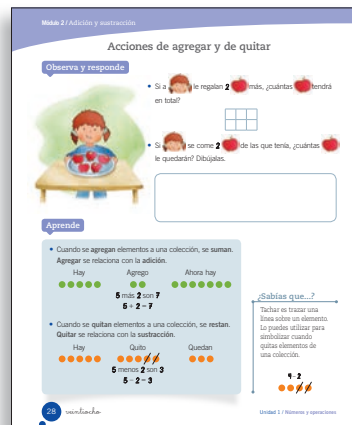 Módulo 2 / Adición y sustracción
Acciones de agregar y de quitar
Observa y responde
• Si a le regalan 2 más, ¿cuántas tendrá
en total?
• Si se come 2 de las que tenía, ¿cuántas
le quedarán? Dibújalas.
Aprende
• Cuando se agregan elementos a una colección, se suman.
Agregar se relaciona con la adición.
Hay Agrego Ahora hay
5 más 2 son 7
5 + 2 = 7
• Cuando se quitan elementos a una colección, se restan.
Quitar se relaciona con la sustracción.
Hay Quito Quedan
5 menos 2 son 3
5 - 2 = 3
¿Sabías que...?
Tachar es trazar una
línea sobre un elemento.
Lo puedes utilizar para
simbolizar cuando
quitas elementos de
una colección.
4 - 2
28 veintiocho
Unidad 1 / Números y operaciones